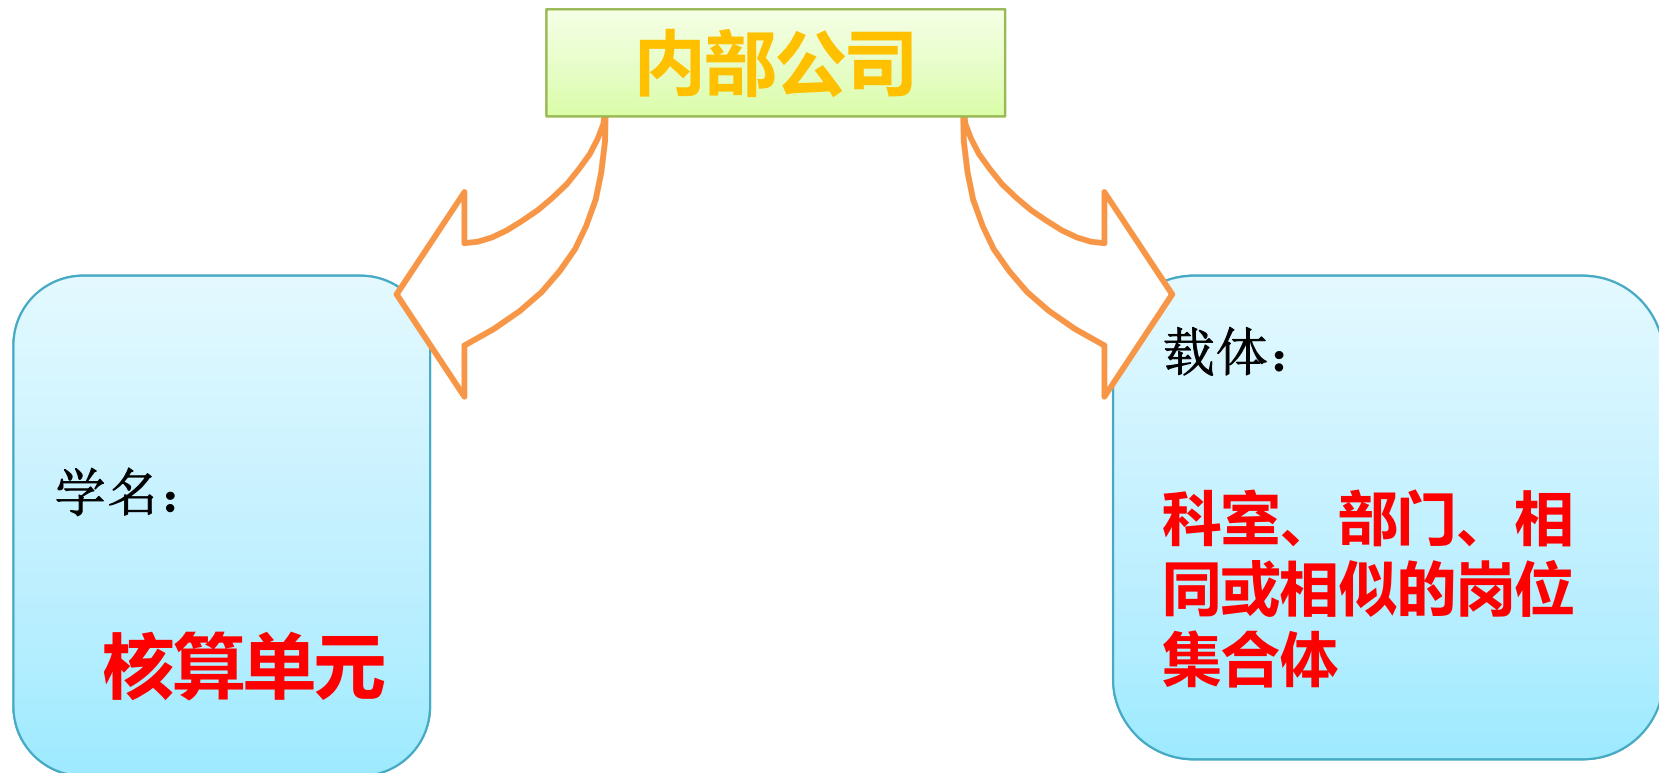 内部公司
学名：
核算单元
载体：
科室、部门、相
同或相似的岗位
集合体